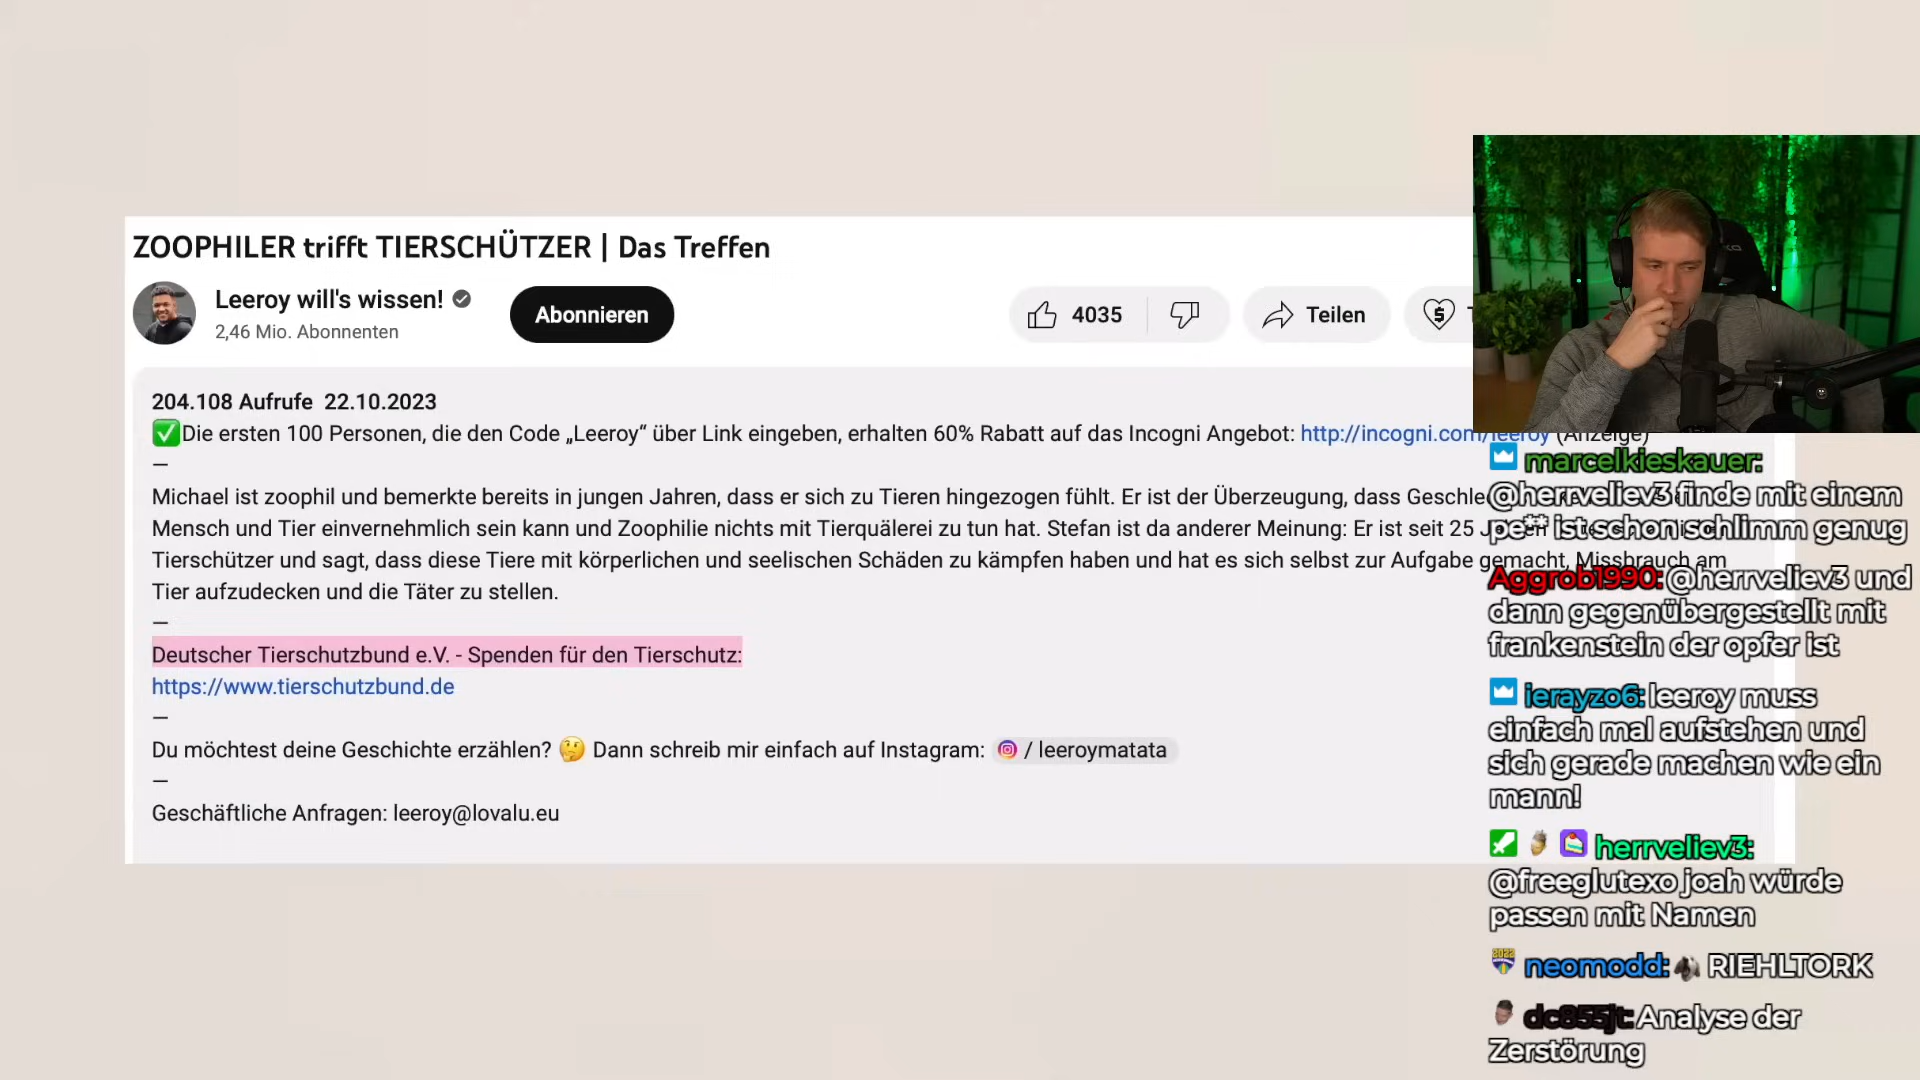 ZOOPHILER trifft TIERSCHÜTZER | Das Treffen
Leeroy will's wissen!
2,46 Mio. Abonnenten
Abonnieren
4035
Teilen
204.108 Aufrufe 22.10.2023
✅Die ersten 100 Personen, die den Code „Leeroy“ über Link eingeben, erhalten 60% Rabatt auf das Incogni Angebot: http://incogni.com/leeroy (Anzeige)
—
Michael ist zoophil und bemerkte bereits in jungen Jahren, dass er sich zu Tieren hingezogen fühlt. Er ist der Überzeugung, dass
Mensch und Tier einvernehmlich sein kann und Zoophilie nichts mit Tierquälerei zu tun hat. Stefan ist da anderer Meinung: Er ist seit 25
Tierschützer und sagt, dass diese Tiere mit körperlichen und seelischen Schäden zu kämpfen haben und hat es sich selbst zur Aufgabe gemacht, Missbrauch am
Tier aufzudecken und die Täter zu stellen.
—
Deutscher Tierschutzbund e.V. - Spenden für den Tierschutz:
https://www.tierschutzbund.de
—
Du möchtest deine Geschichte erzählen? 🤔 Dann schreib mir einfach auf Instagram: / leeroymatata
—
Geschäftliche Anfragen: leeroy@lovalu.eu
marcelkieskauer:
@herrveliev3 finde mit einem
pe** ist schon schlimm genug
Aggrob1990: @herrveliev3 und
dann gegenübergestellt mit
frankenstein der opfer ist
ierayzo6: leeroy muss
einfach mal aufstehen und
sich gerade machen wie ein
mann!
herrveliev3:
@freeglutexo joah würde
passen mit Namen
neomodd: RIEHLTORK
dc855jt: Analyse der
Zerstörung